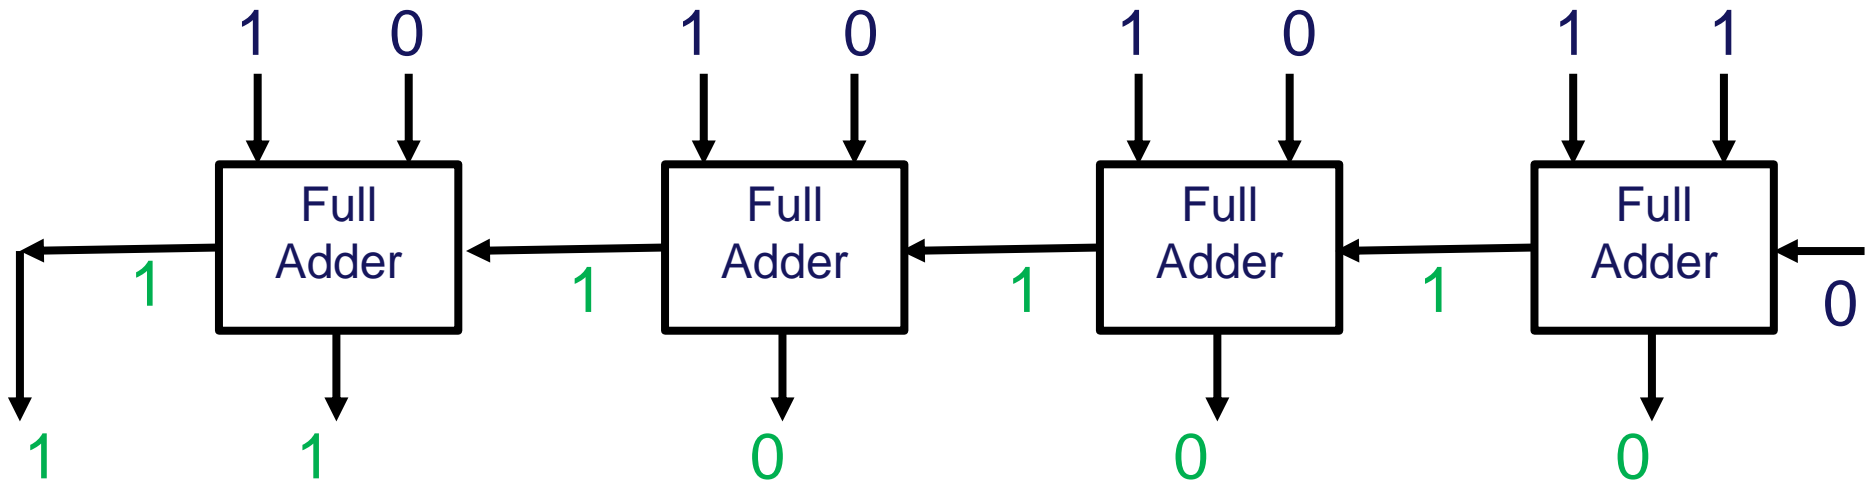 1 0 1 0 1 0 1 1
Full Full Full Full
Adder Adder Adder Adder
1 1 1 1 0
1 1 0 0 0